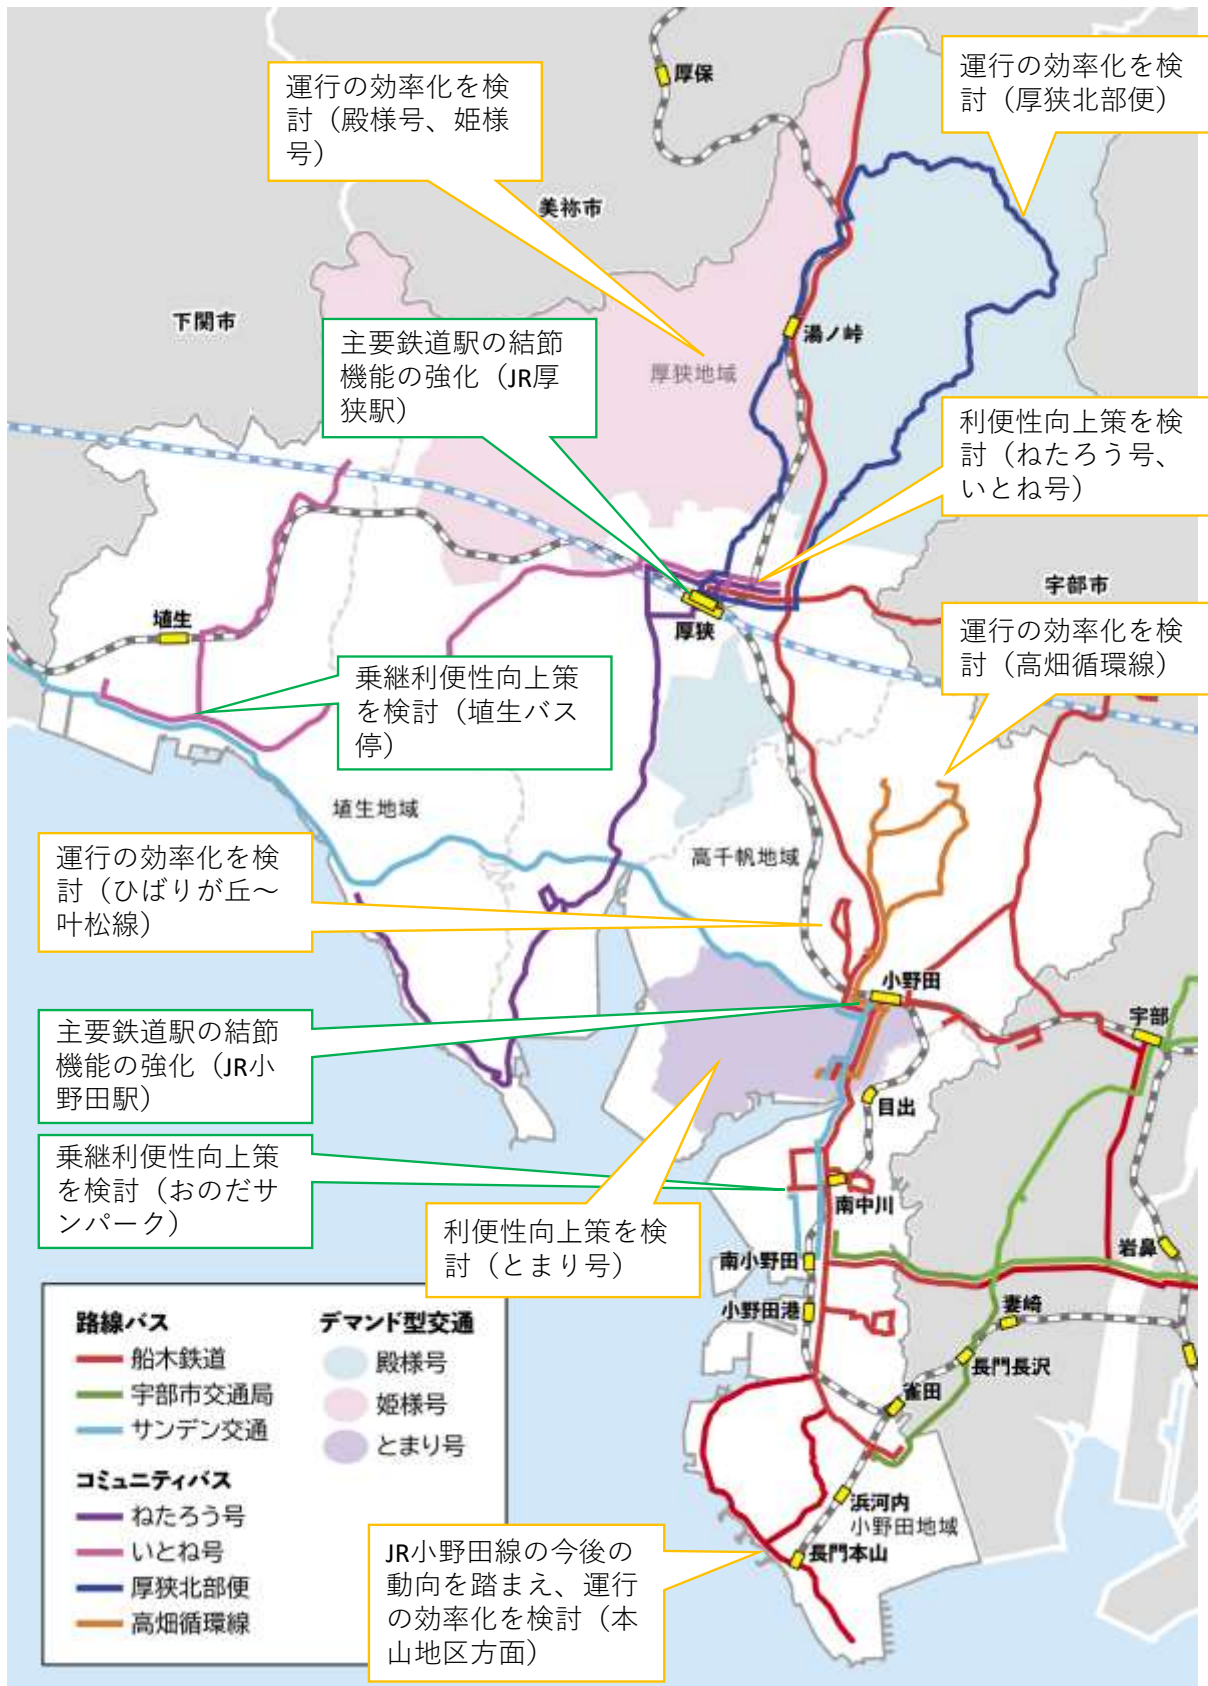 運行の効率化を検
討（殿様号、姫様
号）
運行の効率化を検
討（厚狭北部便）
厚保
美祢市
下関市
主要鉄道駅の結節
機能の強化（JR厚
狭駅）
湯ノ峠
厚狭地域
利便性向上策を検
討（ねたろう号、
いとね号）
宇部市
埴生
厚狭
運行の効率化を検
討（高畑循環線）
乗継利便性向上策
を検討（埴生バス
停）
埴生地域
高千帆地域
運行の効率化を検
討（ひばりが丘～
叶松線）
小野田
宇部
主要鉄道駅の結節
機能の強化（JR小
野田駅）
目出
乗継利便性向上策
を検討（おのだサ
ンパーク）
南中川
利便性向上策を検
討（とまり号）
岩鼻
南小野田
小野田港
妻崎
長門長沢
雀田
浜河内
小野田地域
長門本山
路線バス
船木鉄道
宇部市交通局
サンデン交通
コミュニティバス
ねたろう号
いとね号
厚狭北部便
高畑循環線
デマンド型交通
殿様号
姫様号
とまり号
JR小野田線の今後の
動向を踏まえ、運行
の効率化を検討（本
山地区方面）